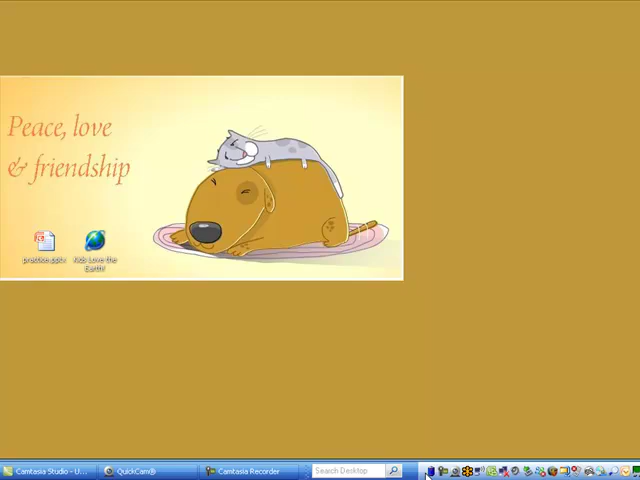 Peace, love
& friendship
practice.pptx
Kids Love the
Earth!
Camtasia Studio - U...
QuickCam®
Camtasia Recorder
Search Desktop